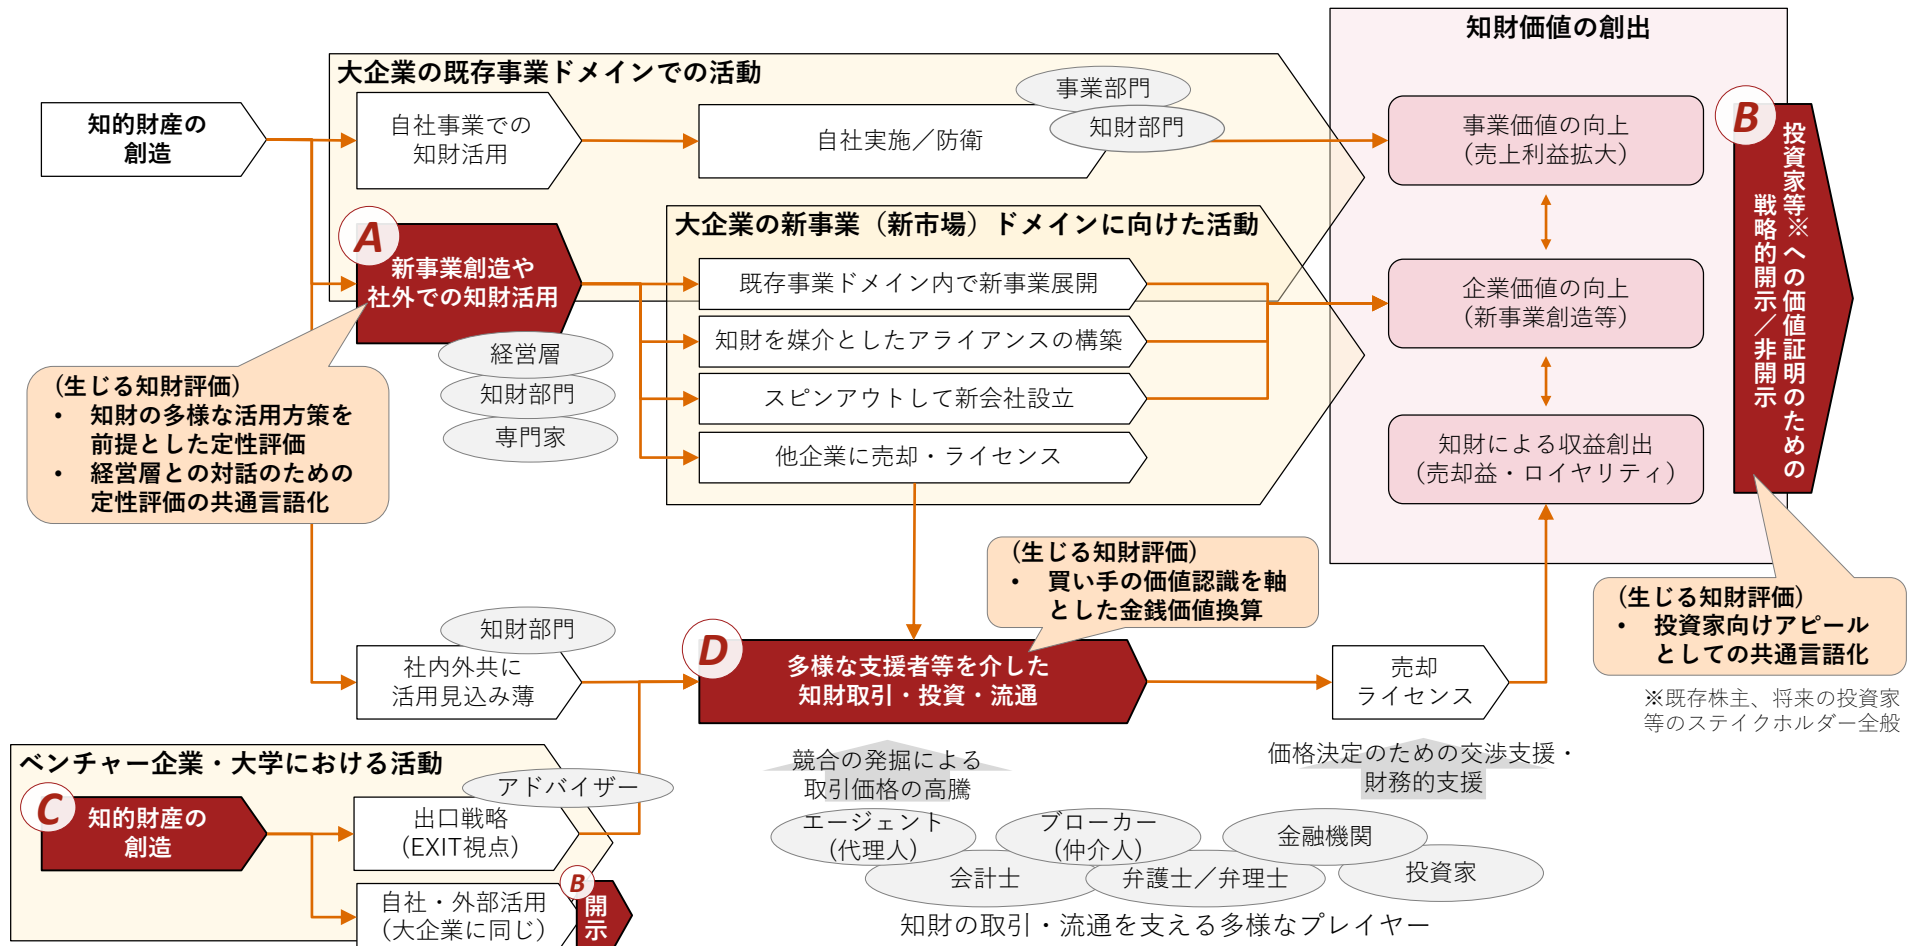 知財価値の創出
大企業の既存事業ドメインでの活動
事業部門
知財部門
知的財産の
創造
自社事業での
知財活用
自社実施／防衛
事業価値の向上
(売上利益拡大)
B
投資家等※への価値証明のための
戦略的開示／非開示
A
新事業創造や
社外での知財活用
大企業の新事業（新市場）ドメインに向けた活動
既存事業ドメイン内で新事業展開
知財を媒介としたアライアンスの構築
スピンアウトして新会社設立
他企業に売却・ライセンス
企業価値の向上
(新事業創造等)
経営層
知財部門
専門家
知財による収益創出
(売却益・ロイヤリティ)
(生じる知財評価)
• 知財の多様な活用方策を
前提とした定性評価
• 経営層との対話のための
定性評価の共通言語化
(生じる知財評価)
• 買い手の価値認識を軸
とした金銭価値換算
(生じる知財評価)
• 投資家向けアピール
としての共通言語化
※既存株主、将来の投資家
等のステイクホルダー全般
知財部門
社内外共に
活用見込み薄
D
多様な支援者等を介した
知財取引・投資・流通
売却
ライセンス
ベンチャー企業・大学における活動
アドバイザー
C
知的財産の
創造
出口戦略
(EXIT視点)
自社・外部活用
(大企業に同じ)
B
開示
競合の発掘による
取引価格の高騰
価格決定のための交渉支援・
財務的支援
エージェント
(代理人)
ブローカー
(仲介人)
金融機関
会計士
弁護士／弁理士
投資家
知財の取引・流通を支える多様なプレイヤー